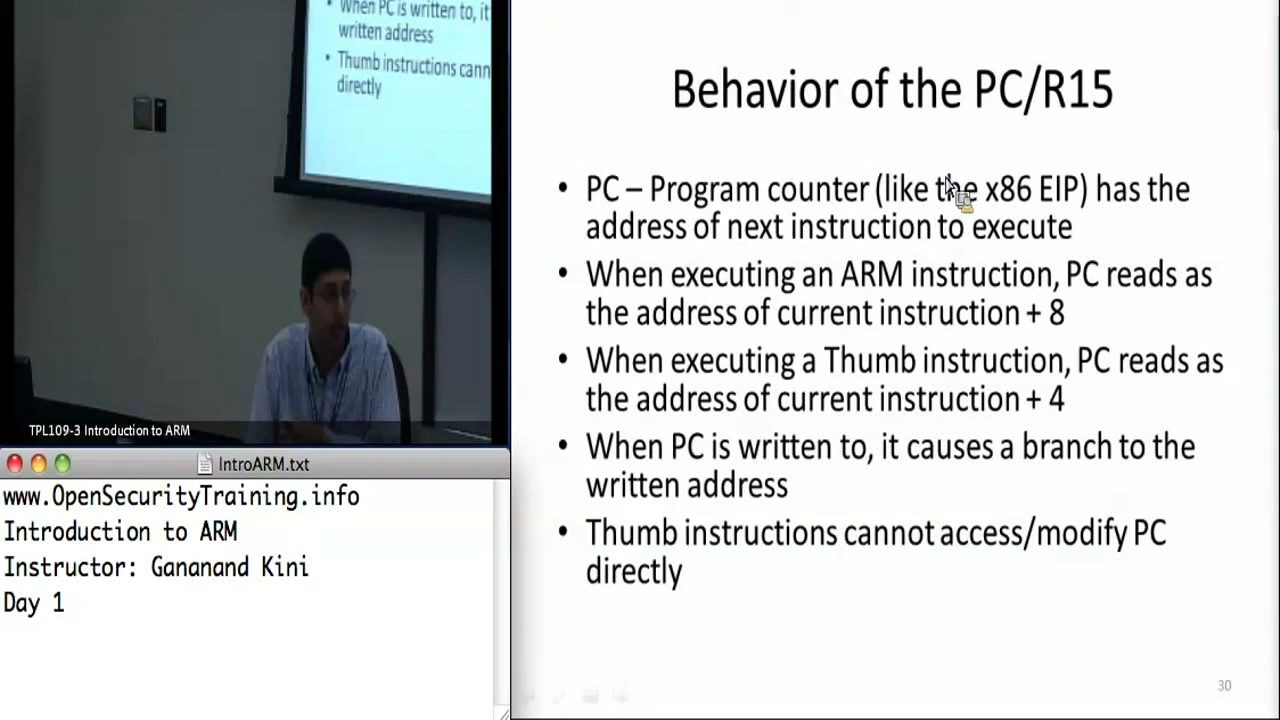 When PC is written to, it
written address
Thumb instructions cann
directly
TPL109-3 Introduction to ARM
IntroARM.txt
www.OpenSecurityTraining.info
Introduction to ARM
Instructor: Gananand Kini
Day 1
Behavior of the PC/R15
• PC – Program counter (like the x86 EIP) has the
address of next instruction to execute
• When executing an ARM instruction, PC reads as
the address of current instruction + 8
• When executing a Thumb instruction, PC reads as
the address of current instruction + 4
• When PC is written to, it causes a branch to the
written address
• Thumb instructions cannot access/modify PC
directly
30